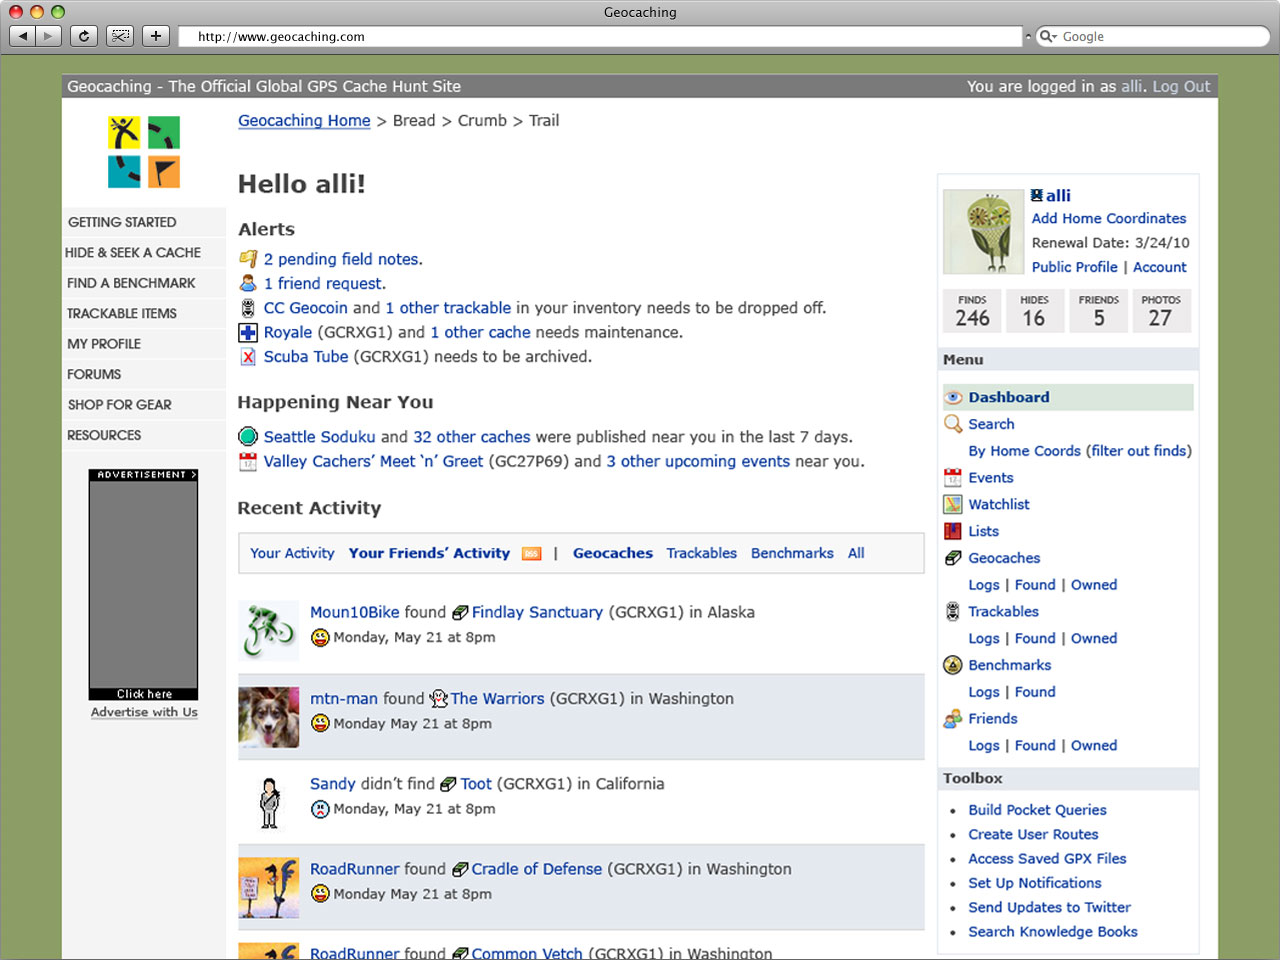 Geocaching
http://www.geocaching.com
Google
Geocaching - The Official Global GPS Cache Hunt Site
You are logged in as alli. Log Out
Geocaching Home > Bread > Crumb > Trail
GETTING STARTED
HIDE & SEEK A CACHE
FIND A BENCHMARK
TRACKABLE ITEMS
MY PROFILE
FORUMS
SHOP FOR GEAR
RESOURCES
ADVERTISEMENT >
Click here
Advertise with Us
Hello alli!
Alerts
2 pending field notes.
1 friend request.
CC Geocoin and 1 other trackable in your inventory needs to be dropped off.
Royale (GCRXG1) and 1 other cache needs maintenance.
Scuba Tube (GCRXG1) needs to be archived.
Happening Near You
Seattle Soduku and 32 other caches were published near you in the last 7 days.
Valley Cachers’ Meet ‘n’ Greet (GC27P69) and 3 other upcoming events near you.
Recent Activity
Your Activity Your Friends’ Activity RSS | Geocaches Trackables Benchmarks All
Moun10Bike found Findlay Sanctuary (GCRXG1) in Alaska
Monday, May 21 at 8pm
mtn-man found The Warriors (GCRXG1) in Washington
Monday May 21 at 8pm
Sandy didn’t find Toot (GCRXG1) in California
Monday, May 21 at 8pm
RoadRunner found Cradle of Defense (GCRXG1) in Washington
Monday May 21 at 8pm
RoadRunner found Common Vetch (GCRXG1) in Washington
alli
Add Home Coordinates
Renewal Date: 3/24/10
Public Profile | Account
FINDS HIDES FRIENDS PHOTOS
246 16 5 27
Menu
Dashboard
Search
By Home Coords (filter out finds)
Events
Watchlist
Lists
Geocaches
Logs | Found | Owned
Trackables
Logs | Found | Owned
Benchmarks
Logs | Found
Friends
Logs | Found | Owned
Toolbox
• Build Pocket Queries
• Create User Routes
• Access Saved GPX Files
• Set Up Notifications
• Send Updates to Twitter
• Search Knowledge Books